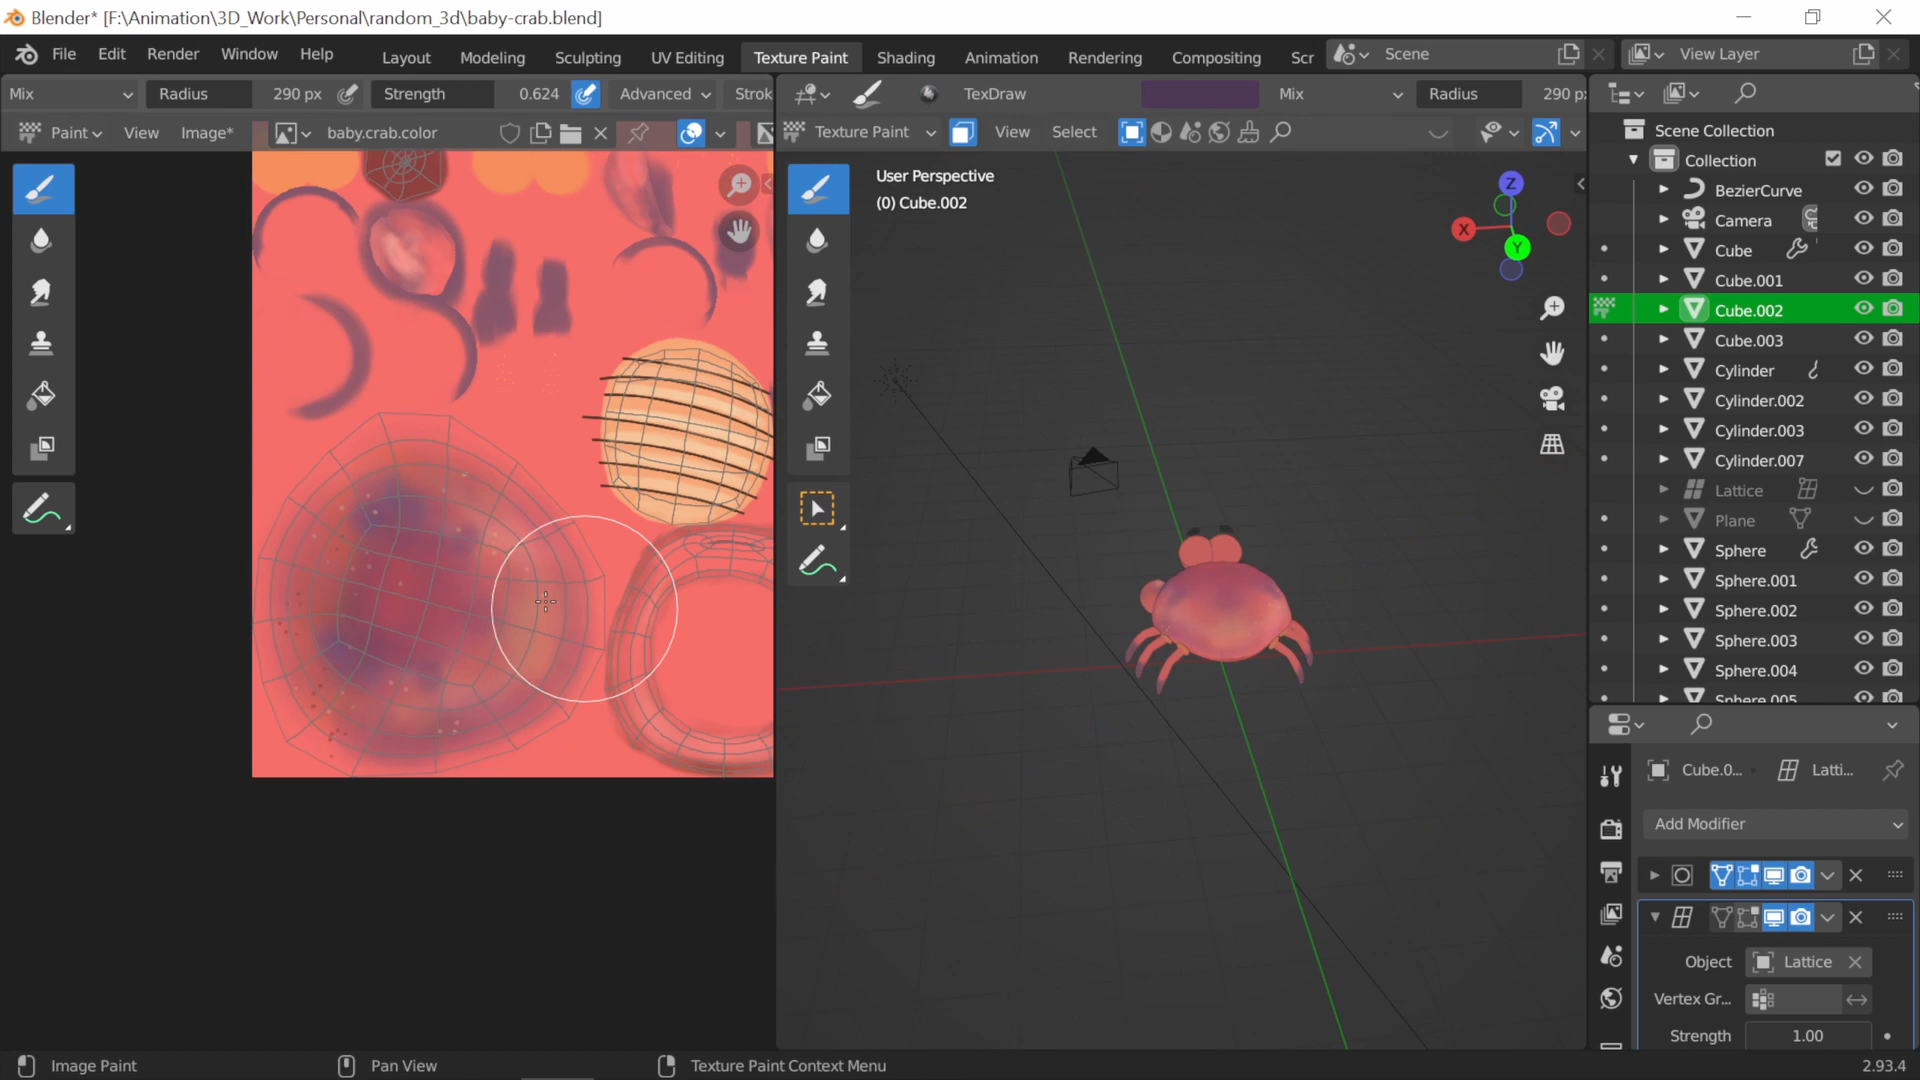 Blender* [F:\Animation\3D_Work\Personal\random_3d\baby-crab.blend]
File Edit Render Window Help Layout Modeling Sculpting UV Editing Texture Paint Shading Animation Rendering Compositing Scr Scene View Layer
Mix Radius 290 px Strength 0.624 Advanced Strok TexDraw Mix Radius 290 px
Paint View Image* baby.crab.color Texture Paint View Select
User Perspective
(0) Cube.002
Z
X
Y
Scene Collection
Collection
BezierCurve
Camera
Cube
Cube.001
Cube.002
Cube.003
Cylinder
Cylinder.002
Cylinder.003
Cylinder.007
Lattice
Plane
Sphere
Sphere.001
Sphere.002
Sphere.003
Sphere.004
Sphere.005
Cube.0... Latti...
Add Modifier
Object Lattice
Vertex Gr...
Strength 1.00
Image Paint Pan View Texture Paint Context Menu 2.93.4